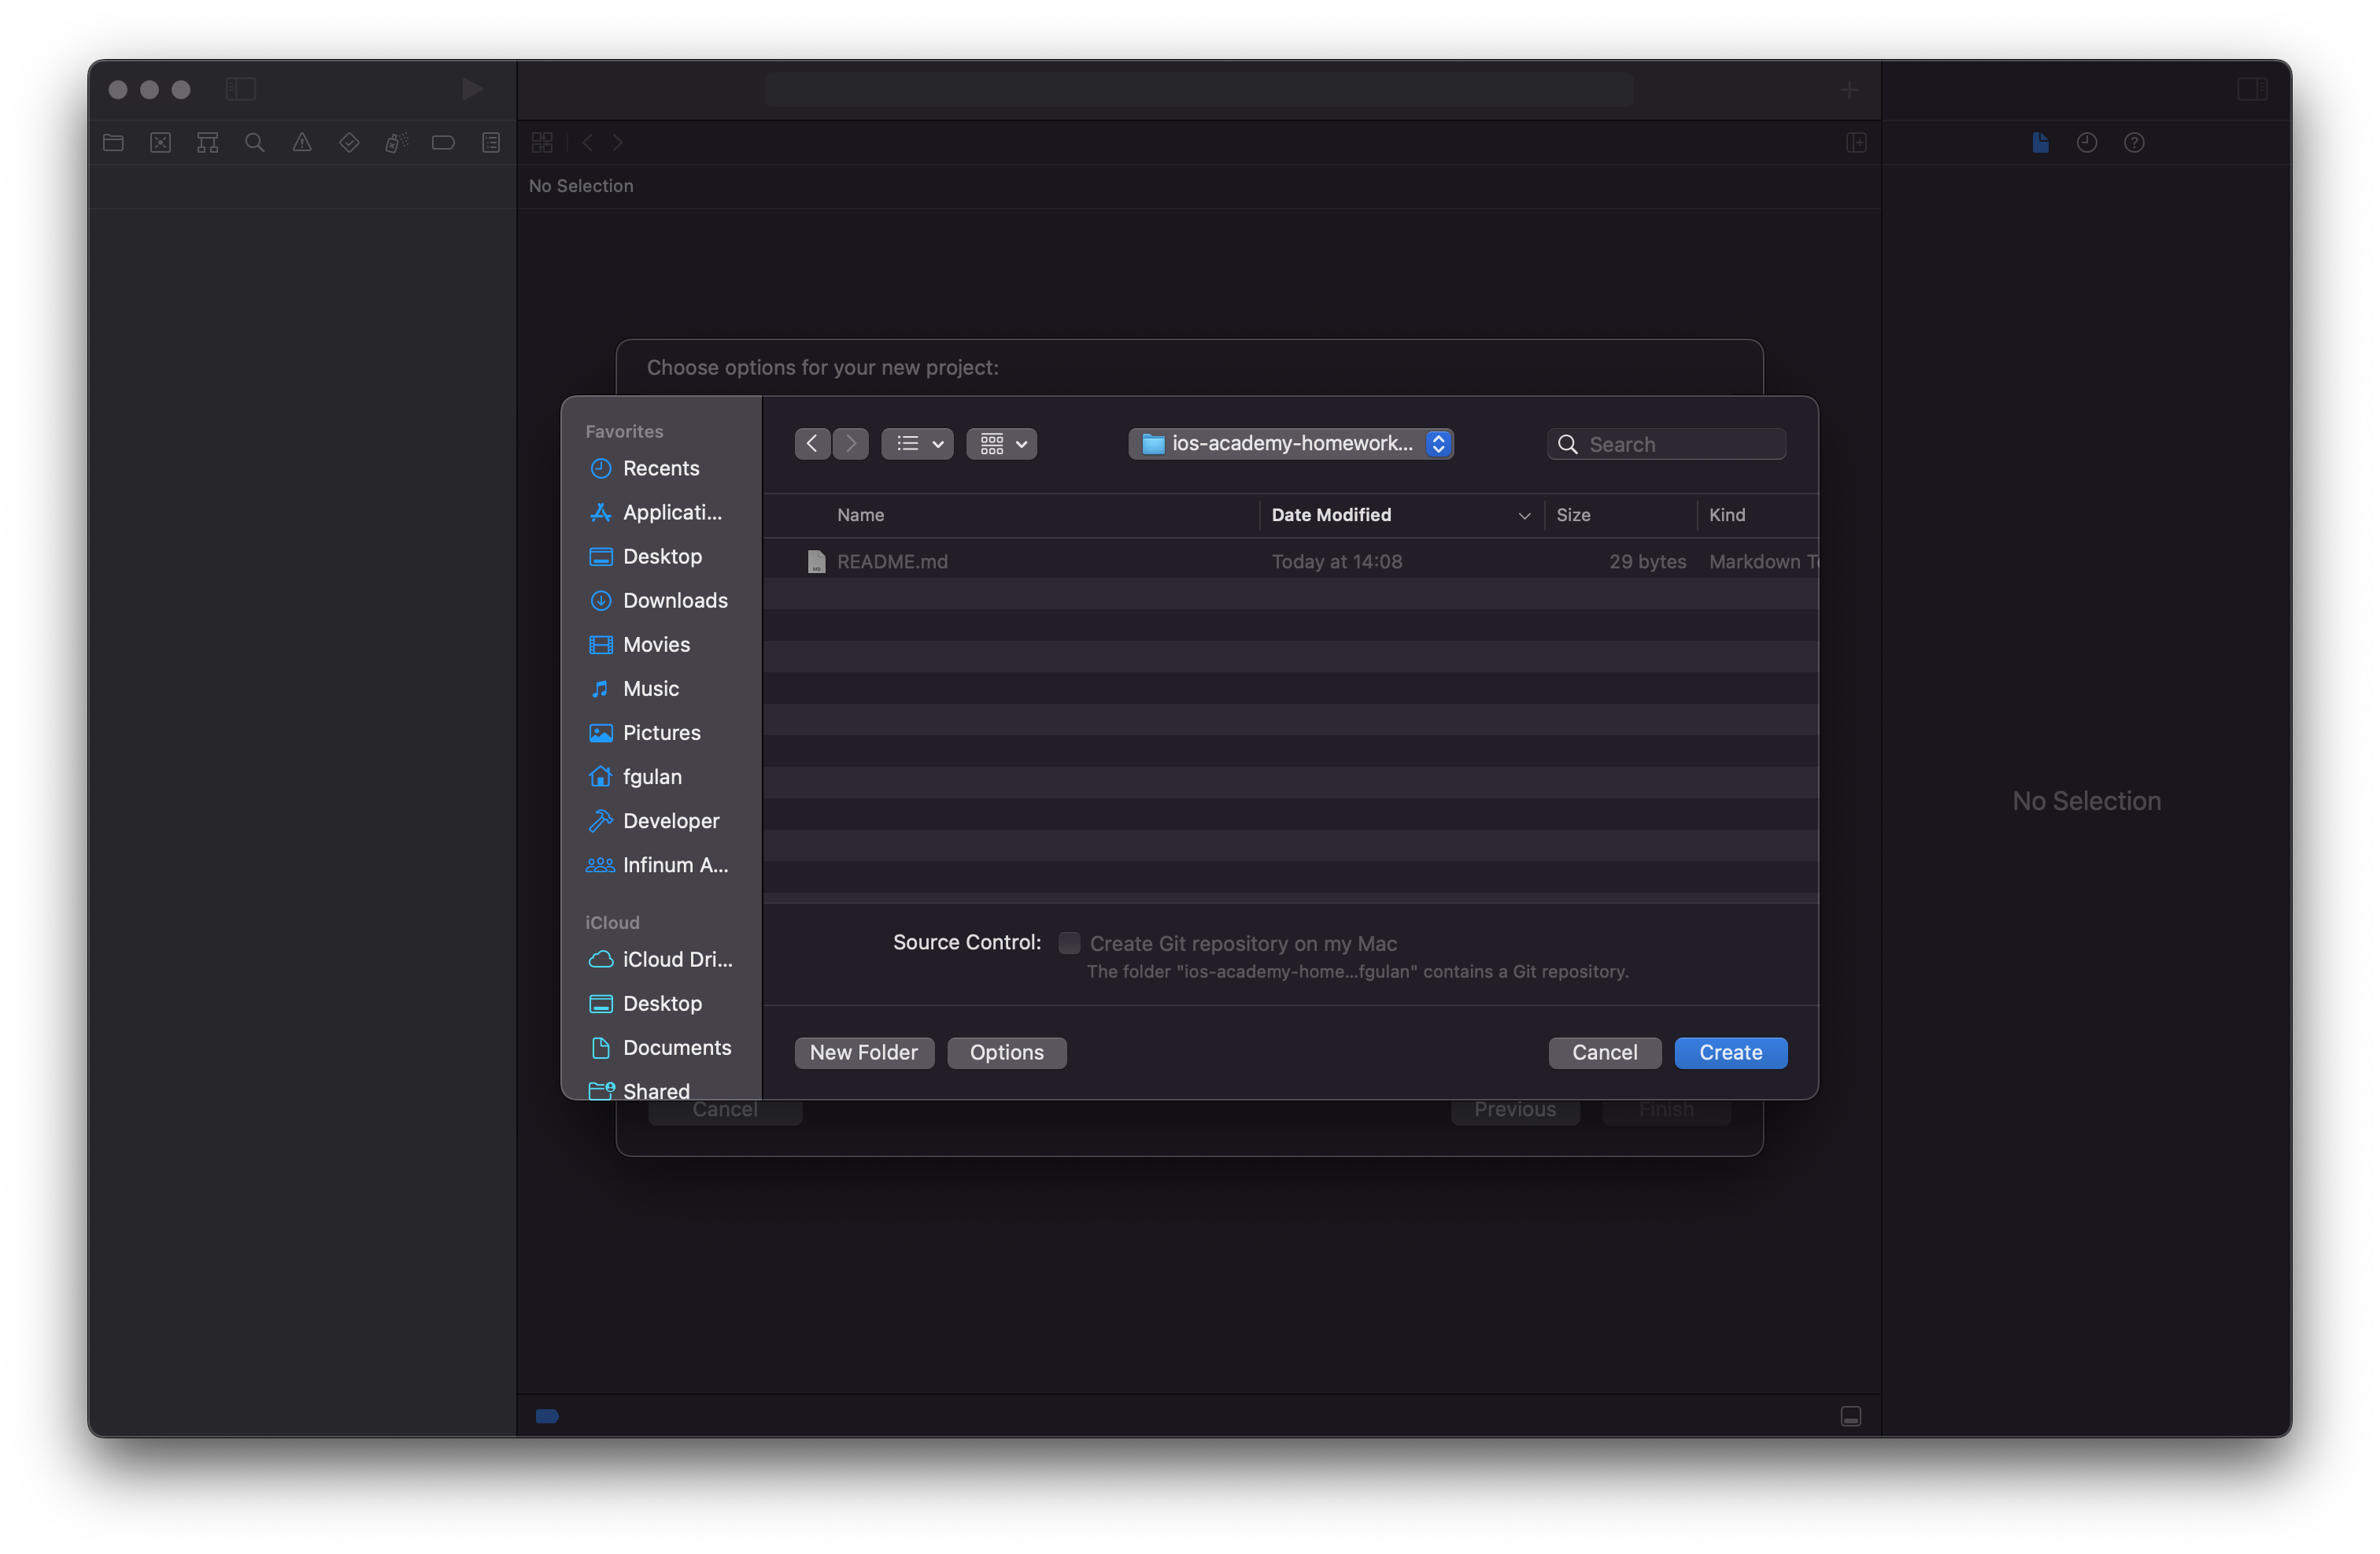 No Selection
Choose options for your new project:
Favorites
Recents
Applicati...
Desktop
Downloads
Movies
Music
Pictures
fgulan
Developer
Infinum A...
iCloud
iCloud Dri...
Desktop
Documents
Shared
ios-academy-homework...
Search
Name Date Modified Size Kind
README.md Today at 14:08 29 bytes Markdown
Source Control: Create Git repository on my Mac
The folder "ios-academy-home...fgulan" contains a Git repository.
New Folder Options Cancel Create
Cancel Previous Finish
No Selection